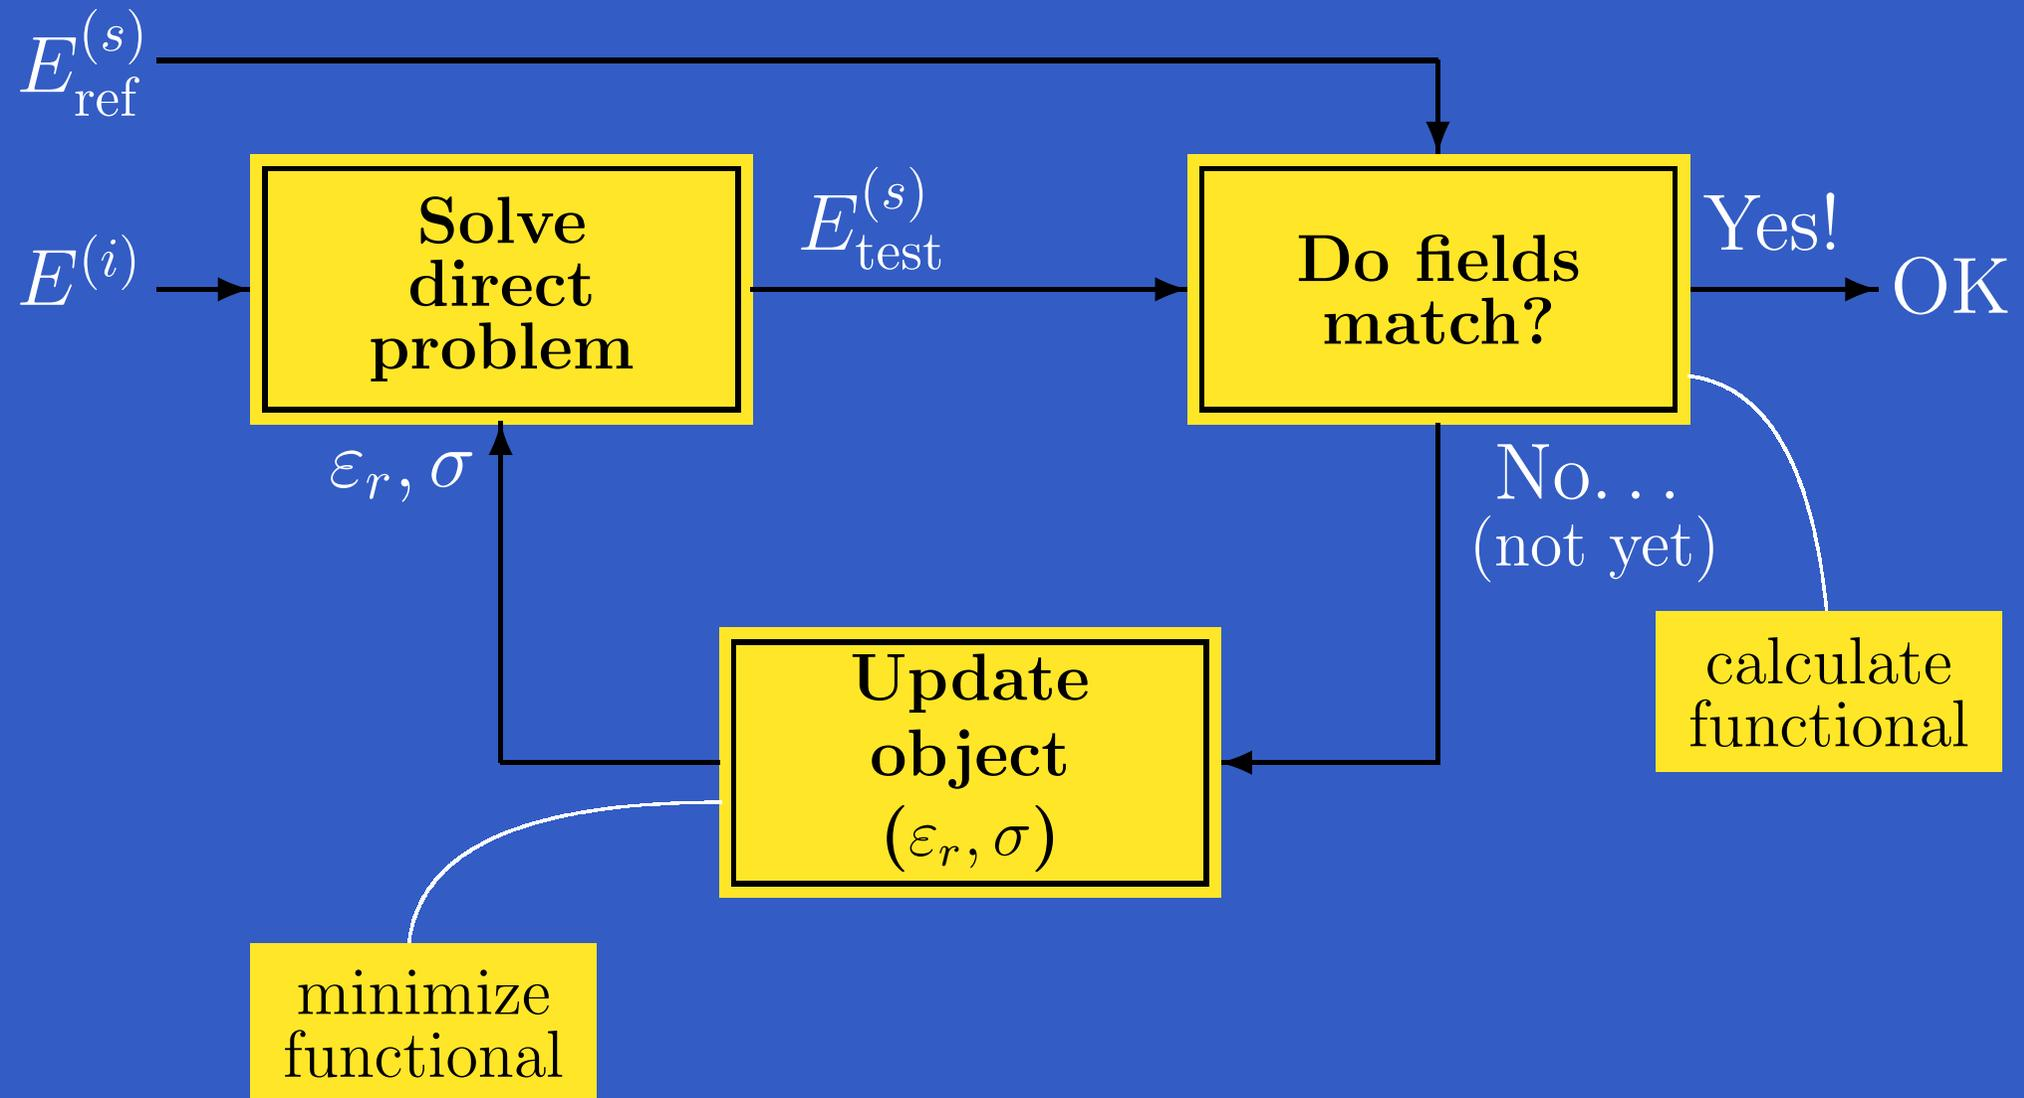 E_ref^(s)
E^(i)
Solve
direct
problem
E_test^(s)
Do fields
match?
Yes!
OK
ε_r, σ
No...
(not yet)
Update
object
(ε_r, σ)
calculate
functional
minimize
functional